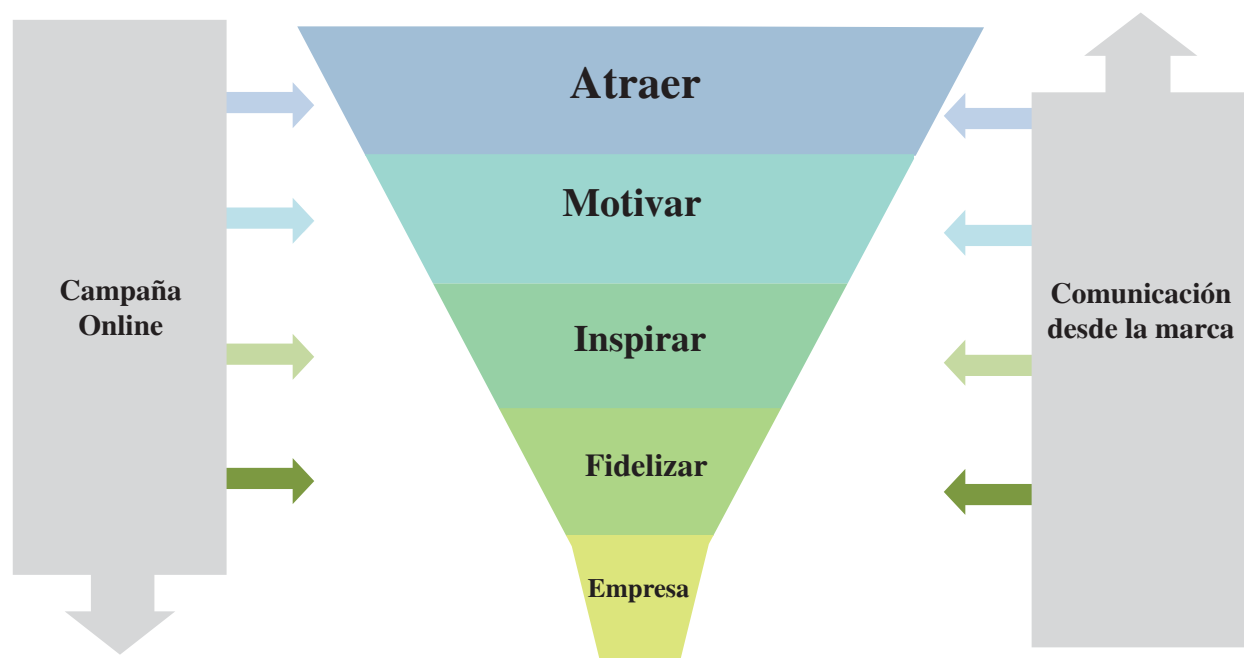 Atraer
Motivar
Campaña
Online
Inspirar
Comunicación
desde la marca
Fidelizar
Empresa